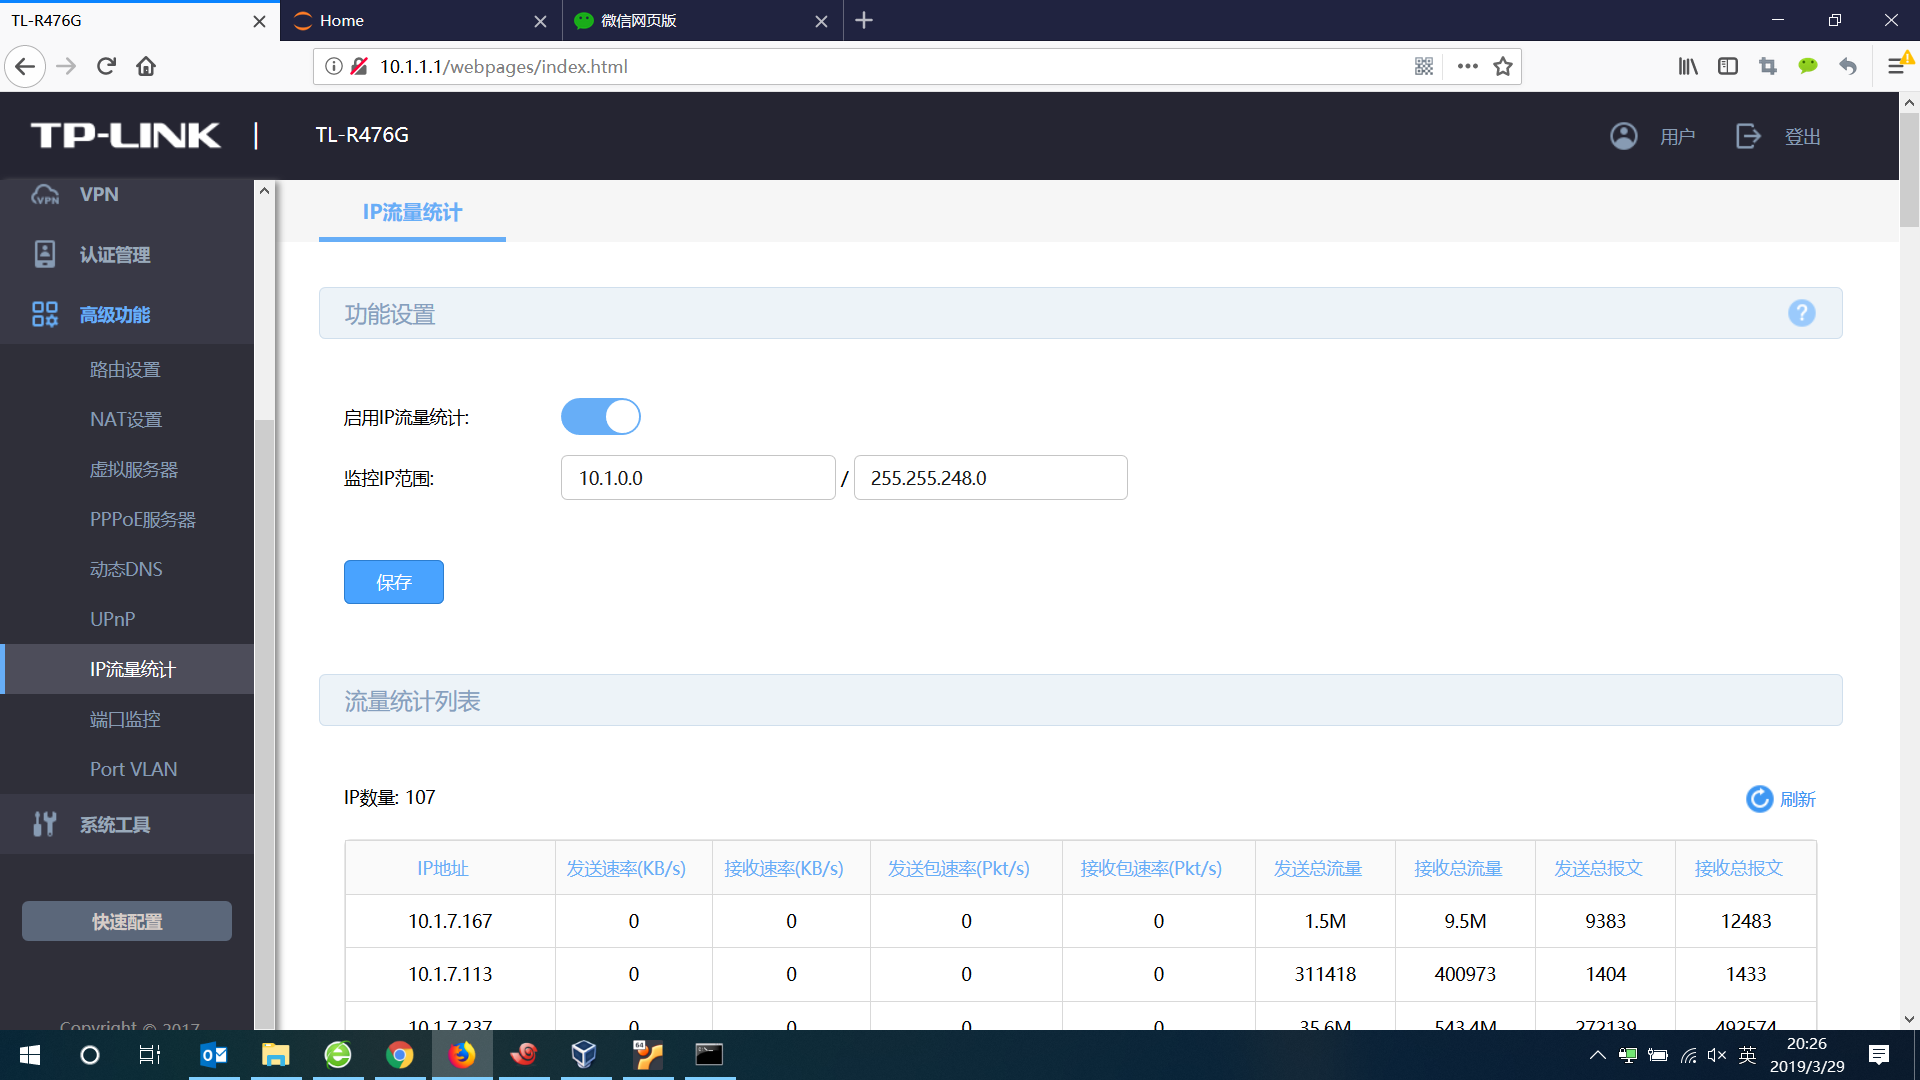 TL-R476G
Home
微信网页版
10.1.1.1/webpages/index.html
TP-LINK | TL-R476G
用户
登出
VPN
认证管理
高级功能
路由设置
NAT设置
虚拟服务器
PPPoE服务器
动态DNS
UPnP
IP流量统计
端口监控
Port VLAN
系统工具
快速配置
Copyright © 2017
IP流量统计
功能设置
?
启用IP流量统计:
监控IP范围: 10.1.0.0 / 255.255.248.0
保存
流量统计列表
IP数量: 107
刷新
IP地址 发送速率(KB/s) 接收速率(KB/s) 发送包速率(Pkt/s) 接收包速率(Pkt/s) 发送总流量 接收总流量 发送总报文 接收总报文
10.1.7.167 0 0 0 0 1.5M 9.5M 9383 12483
10.1.7.113 0 0 0 0 311418 400973 1404 1433
10.1.7.237 0 0 0 0 35.6M 543.4M 272139 492574
64
英
20:26
2019/3/29